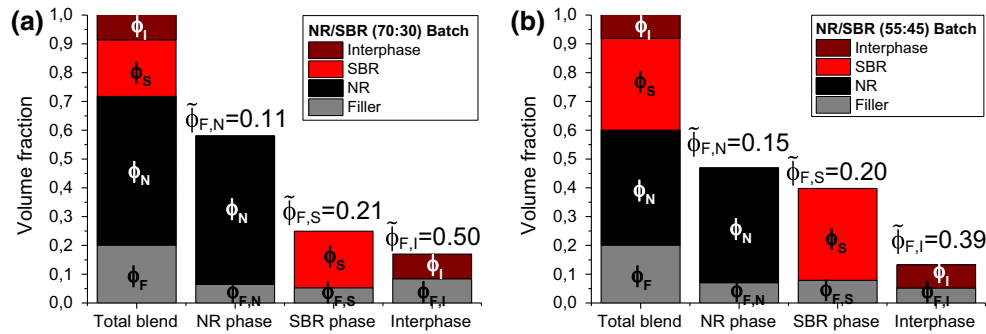 (a)
NR/SBR (70:30) Batch
Interphase
SBR
NR
Filler
Volume fraction
1,0
0,9
0,8
0,7
0,6
0,5
0,4
0,3
0,2
0,1
0,0
ϕI
ϕS
ϕN
ϕF
ϕ̃F,N=0.11
ϕN
ϕF,N
ϕ̃F,S=0.21
ϕS
ϕF,S
ϕ̃F,I=0.50
ϕI
ϕF,I
Total blend NR phase SBR phase Interphase
(b)
NR/SBR (55:45) Batch
Interphase
SBR
NR
Filler
Volume fraction
1,0
0,9
0,8
0,7
0,6
0,5
0,4
0,3
0,2
0,1
0,0
ϕI
ϕS
ϕN
ϕF
ϕ̃F,N=0.15
ϕN
ϕF,N
ϕ̃F,S=0.20
ϕS
ϕF,S
ϕ̃F,I=0.39
ϕI
ϕF,I
Total blend NR phase SBR phase Interphase